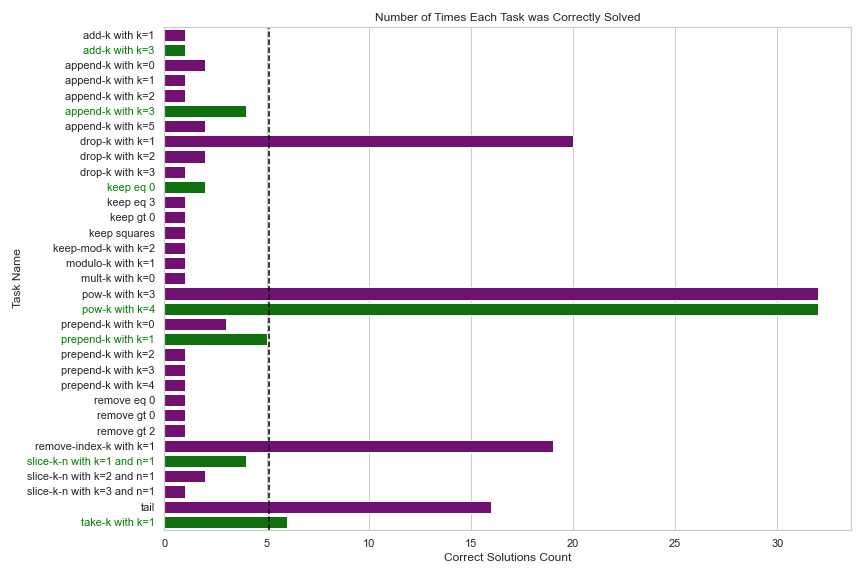 Number of Times Each Task was Correctly Solved
Task Name
add-k with k=1
add-k with k=3
append-k with k=0
append-k with k=1
append-k with k=2
append-k with k=3
append-k with k=5
drop-k with k=1
drop-k with k=2
drop-k with k=3
keep eq 0
keep eq 3
keep gt 0
keep squares
keep-mod-k with k=2
modulo-k with k=1
mult-k with k=0
pow-k with k=3
pow-k with k=4
prepend-k with k=0
prepend-k with k=1
prepend-k with k=2
prepend-k with k=3
prepend-k with k=4
remove eq 0
remove gt 0
remove gt 2
remove-index-k with k=1
slice-k-n with k=1 and n=1
slice-k-n with k=2 and n=1
slice-k-n with k=3 and n=1
tail
take-k with k=1
0 5 10 15 20 25 30
Correct Solutions Count